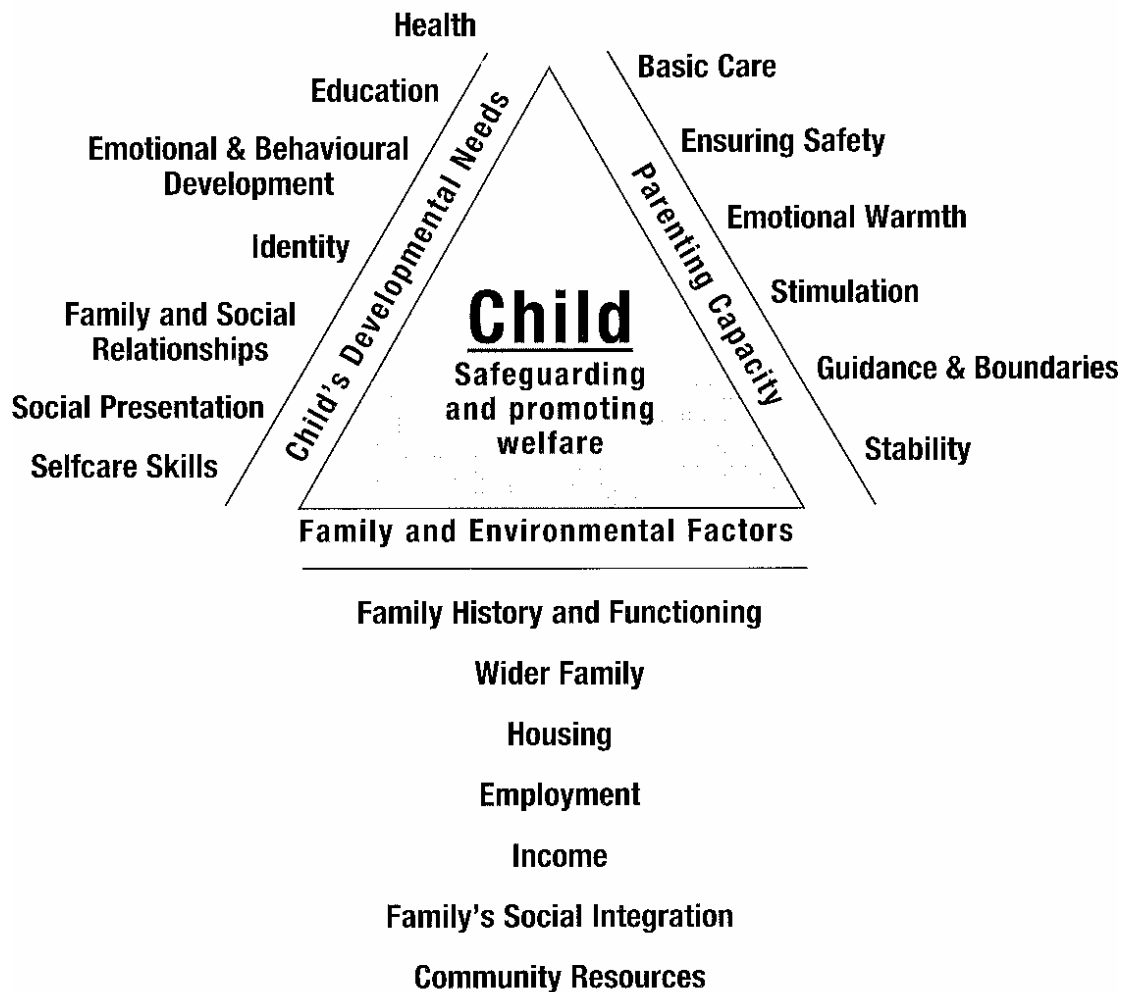 Health
Education
Emotional & Behavioural
Development
Identity
Family and Social
Relationships
Social Presentation
Selfcare Skills
Child's Developmental Needs
Child
Safeguarding
and promoting
welfare
Parenting Capacity
Basic Care
Ensuring Safety
Emotional Warmth
Stimulation
Guidance & Boundaries
Stability
Family and Environmental Factors
Family History and Functioning
Wider Family
Housing
Employment
Income
Family's Social Integration
Community Resources